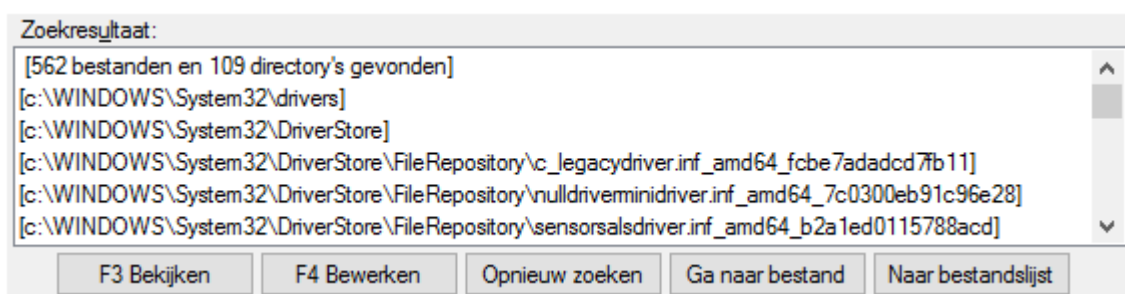 Zoekresultaat:
[562 bestanden en 109 directory's gevonden]
[c:\WINDOWS\System32\drivers]
[c:\WINDOWS\System32\DriverStore]
[c:\WINDOWS\System32\DriverStore\FileRepository\c_legacydriver.inf_amd64_fcbe7adadcd7fb11]
[c:\WINDOWS\System32\DriverStore\FileRepository\nulldriverminidriver.inf_amd64_7c0300eb91c96e28]
[c:\WINDOWS\System32\DriverStore\FileRepository\sensorsalsdriver.inf_amd64_b2a1ed0115788acd]
F3 Bekijken F4 Bewerken Opnieuw zoeken Ga naar bestand Naar bestandslijst